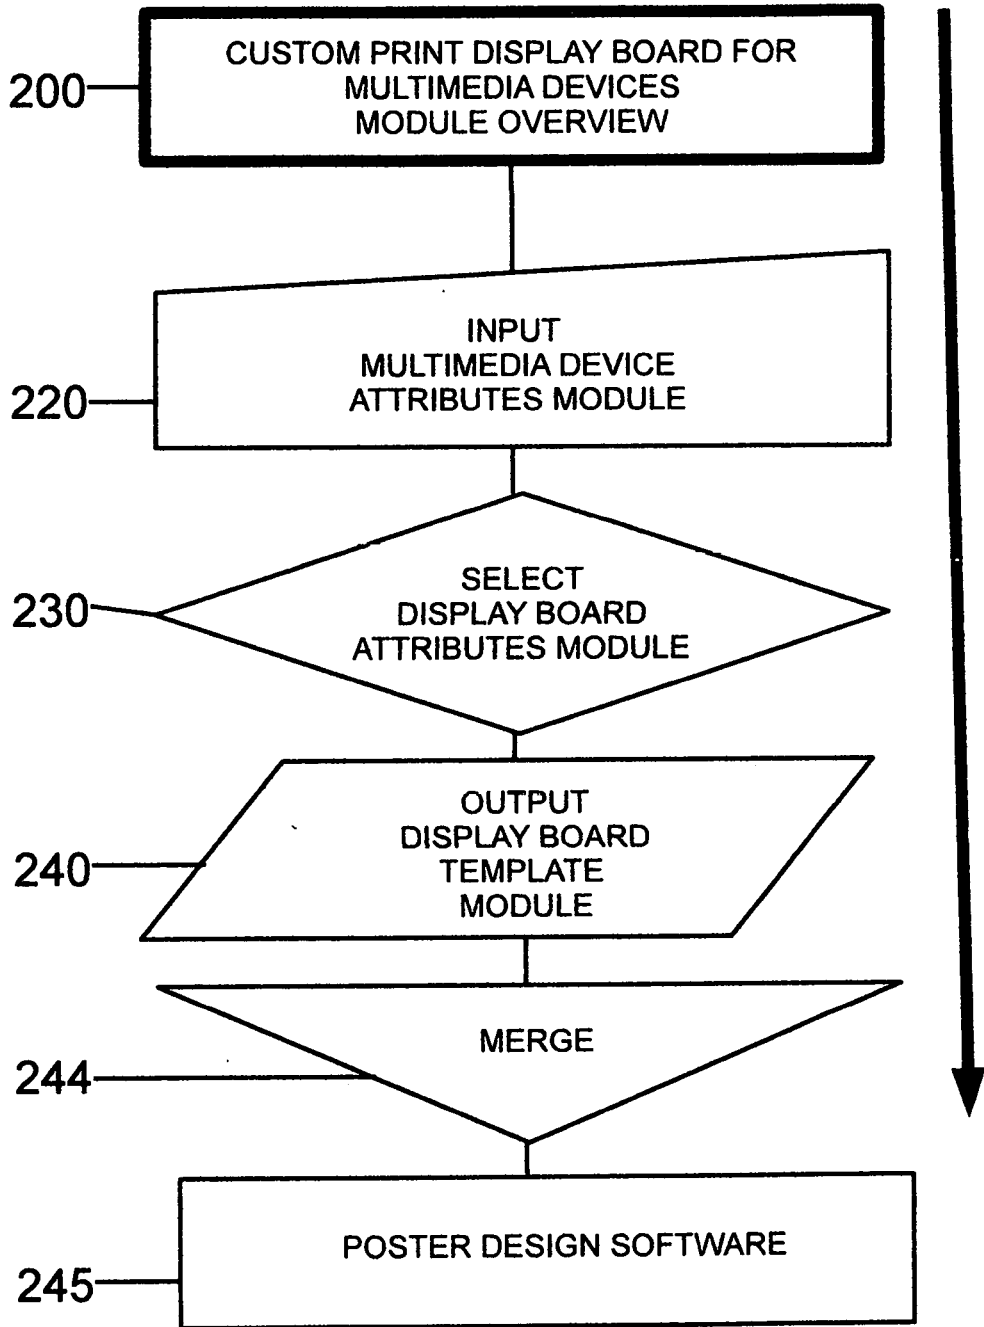 CUSTOM PRINT DISPLAY BOARD FOR
MULTIMEDIA DEVICES
MODULE OVERVIEW
200
INPUT
MULTIMEDIA DEVICE
ATTRIBUTES MODULE
220
SELECT
DISPLAY BOARD
ATTRIBUTES MODULE
230
OUTPUT
DISPLAY BOARD
TEMPLATE
MODULE
240
MERGE
244
POSTER DESIGN SOFTWARE
245